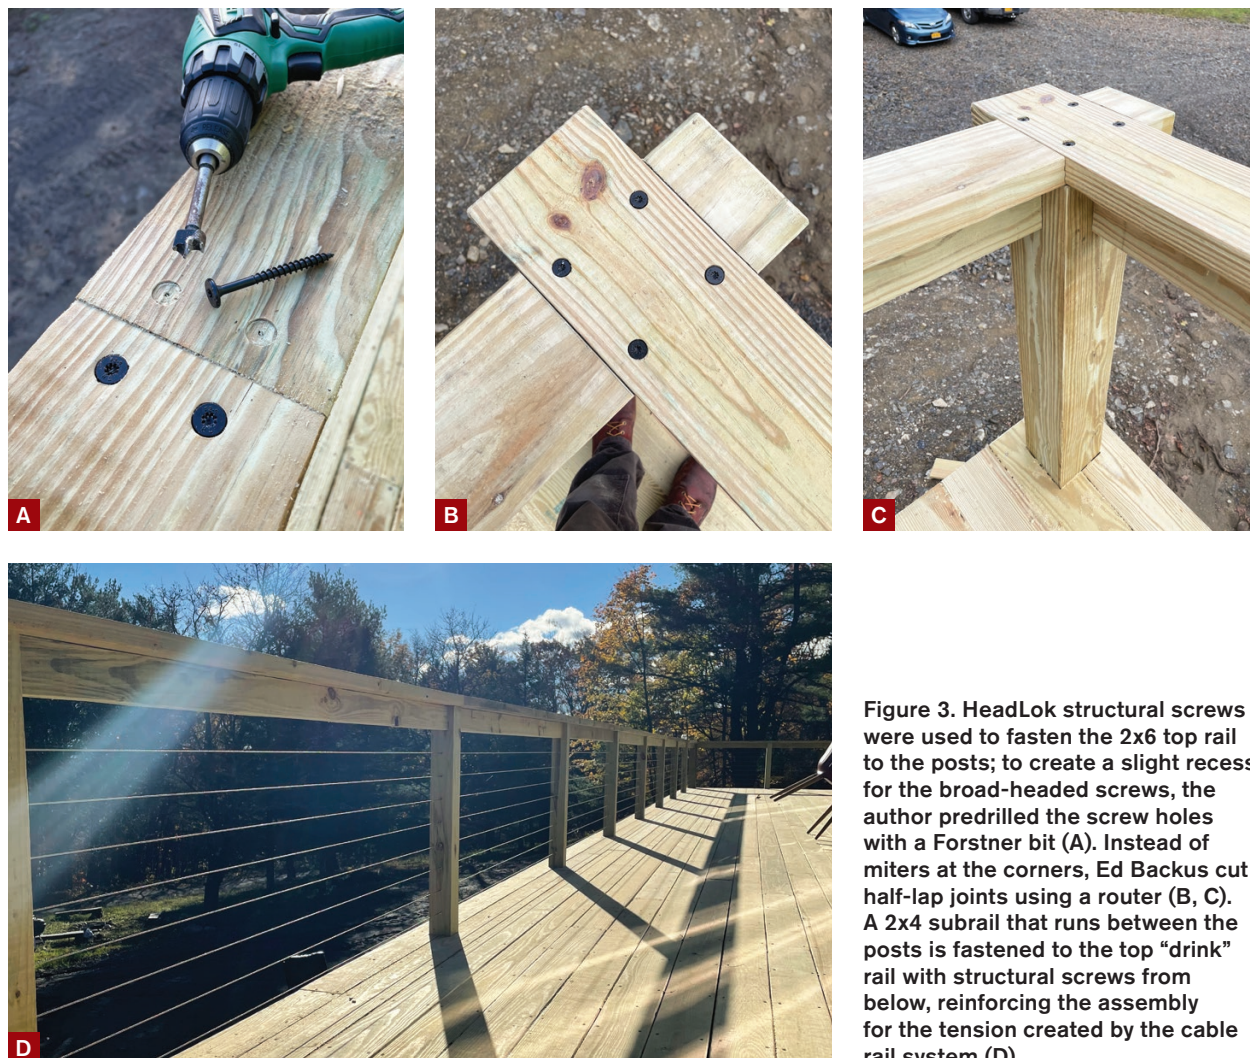 A
B
C
D
Figure 3. HeadLok structural screws
were used to fasten the 2x6 top rail
to the posts; to create a slight recess
for the broad-headed screws, the
author predrilled the screw holes
with a Forstner bit (A). Instead of
miters at the corners, Ed Backus cut
half-lap joints using a router (B, C).
A 2x4 subrail that runs between the
posts is fastened to the top “drink”
rail with structural screws from
below, reinforcing the assembly
for the tension created by the cable
rail system (D).